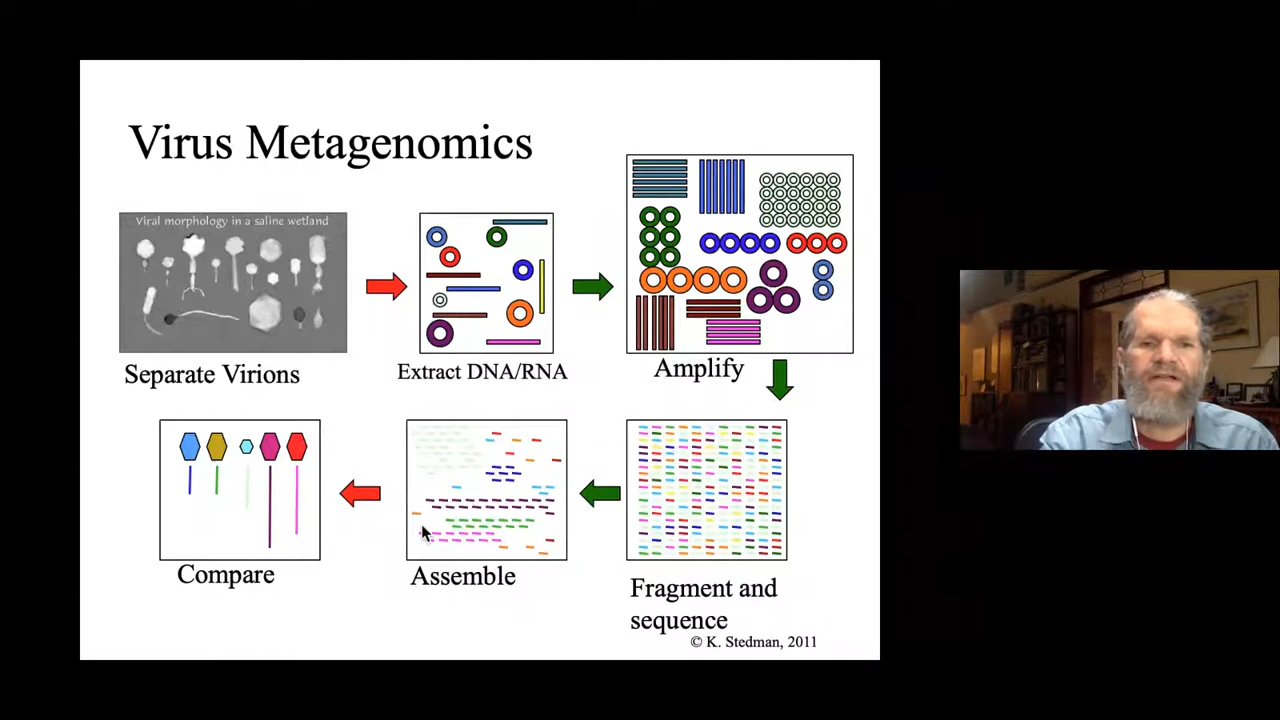 Virus Metagenomics
Viral morphology in a saline wetland
Separate Virions
Extract DNA/RNA
Amplify
Compare
Assemble
Fragment and
sequence
© K. Stedman, 2011